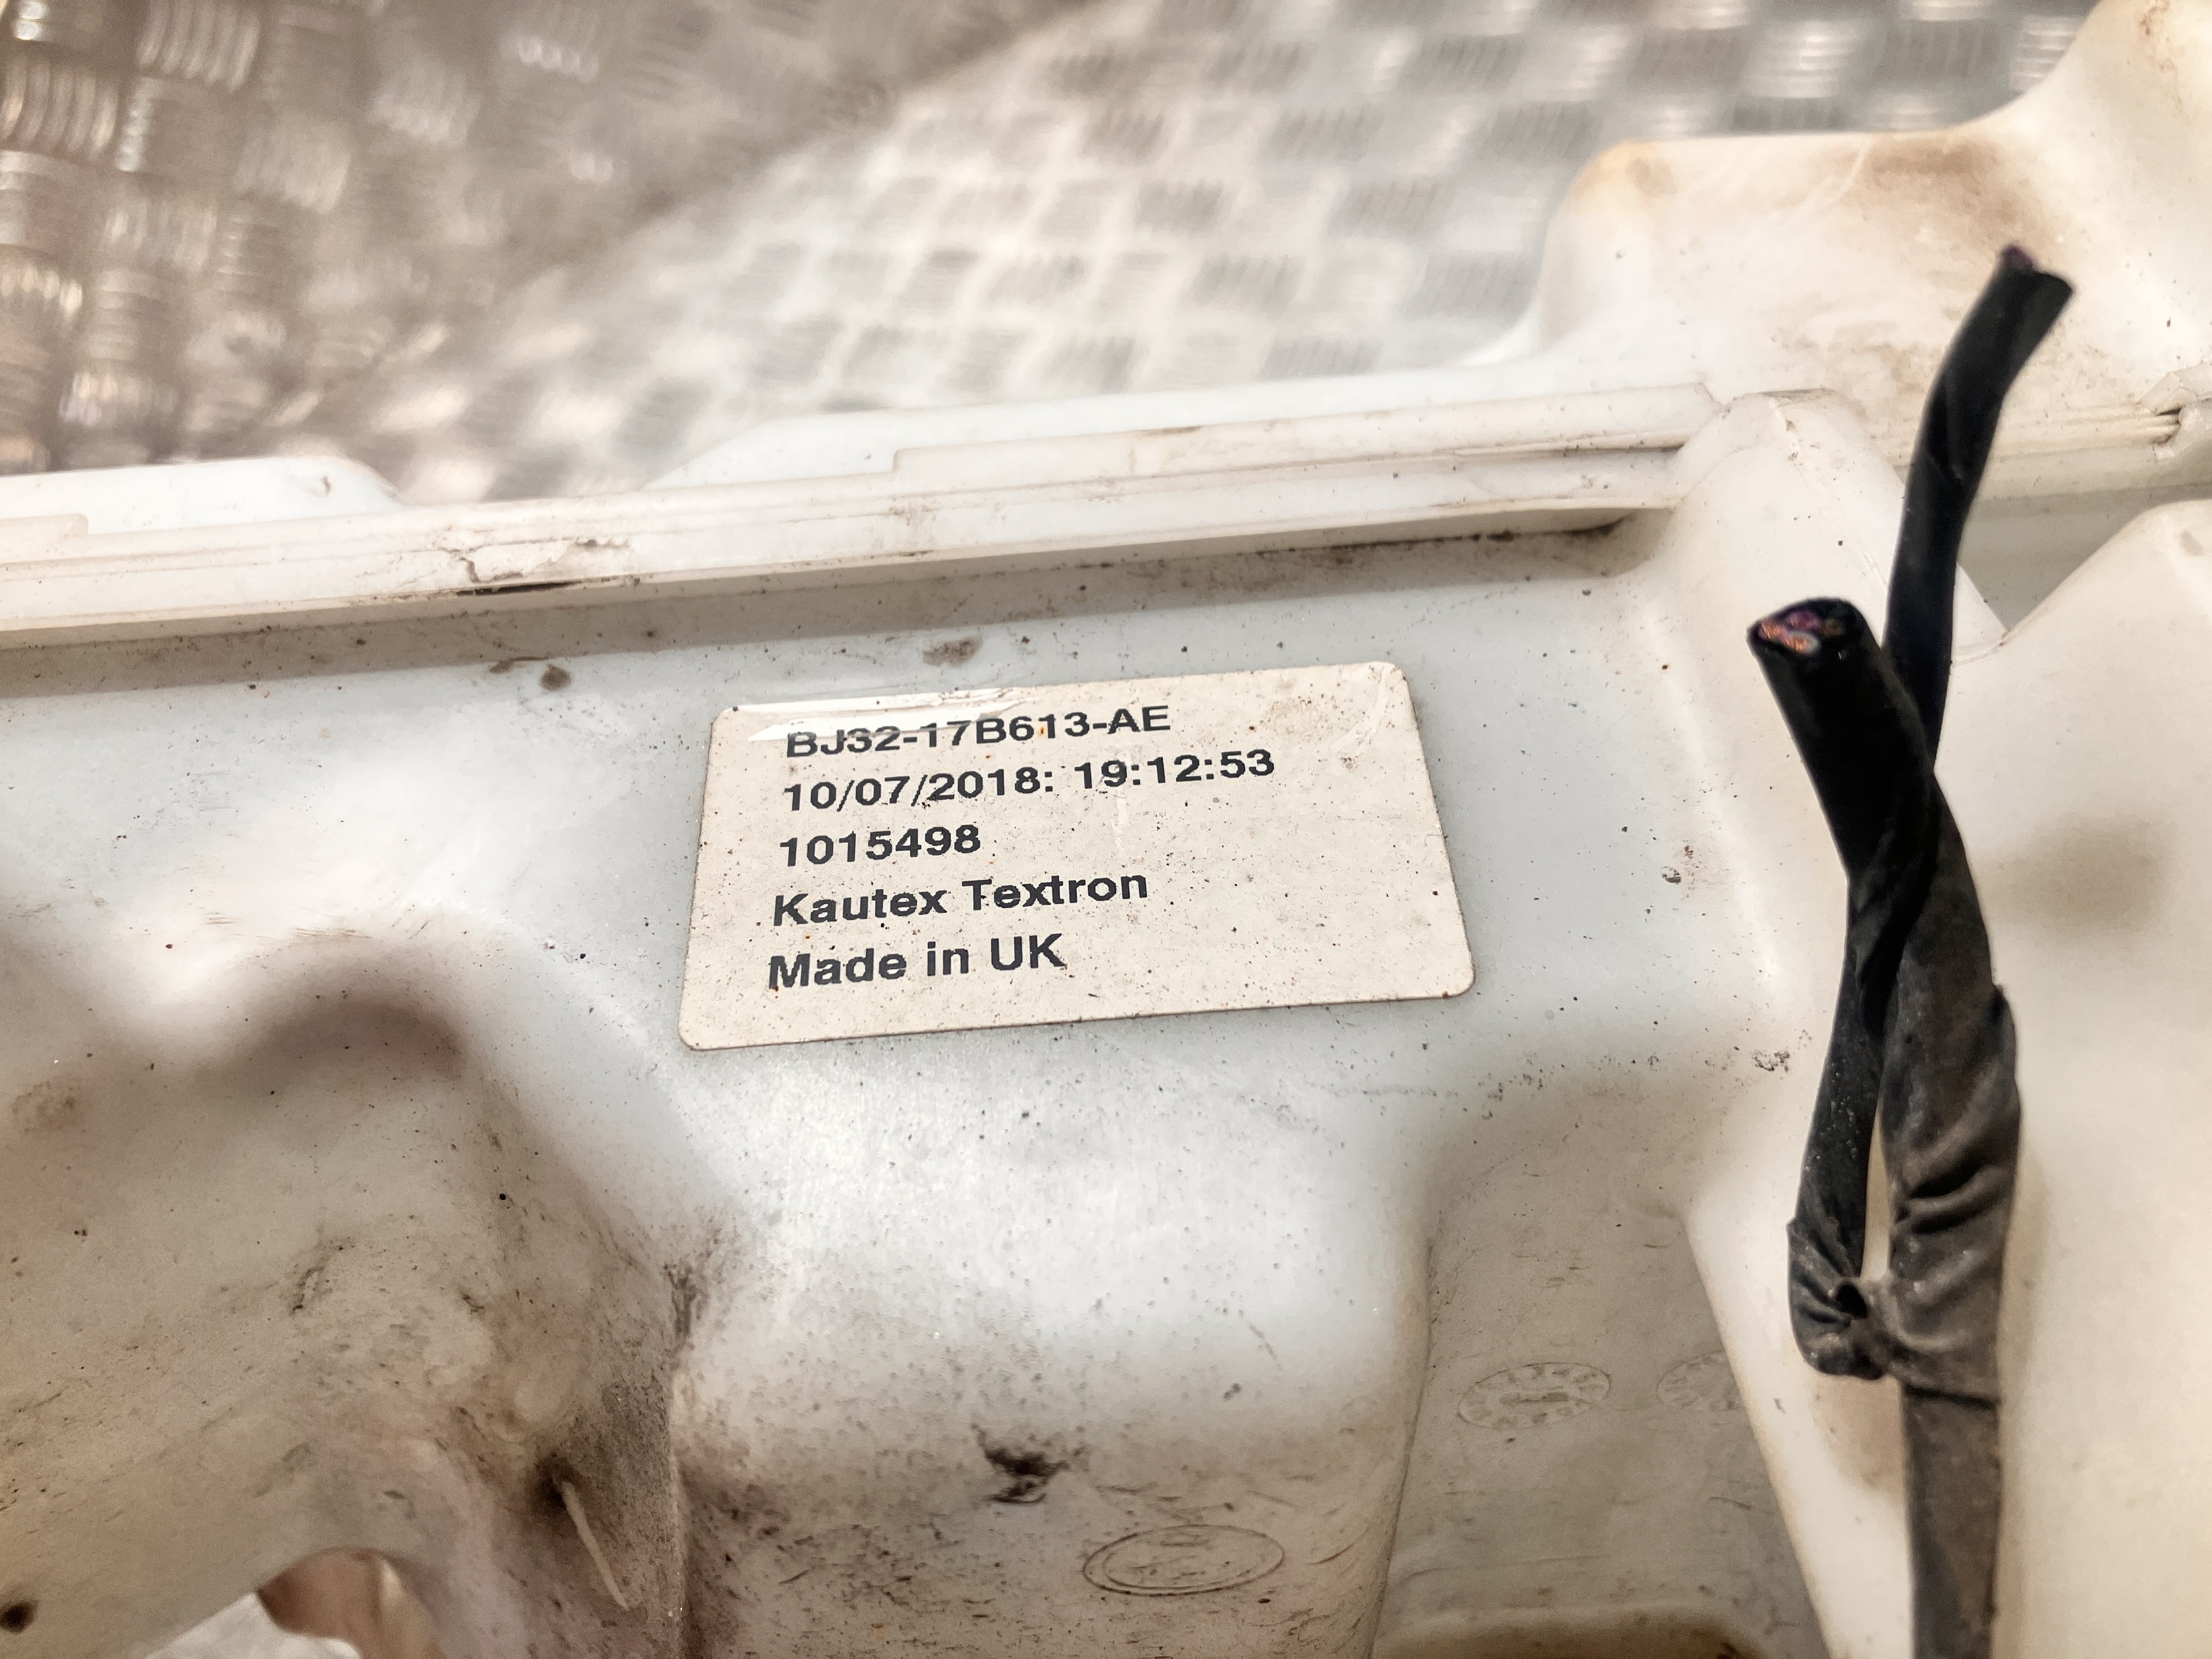 BJ32-17B613-AE
10/07/2018: 19:12:53
1015498
Kautex Textron
Made in UK